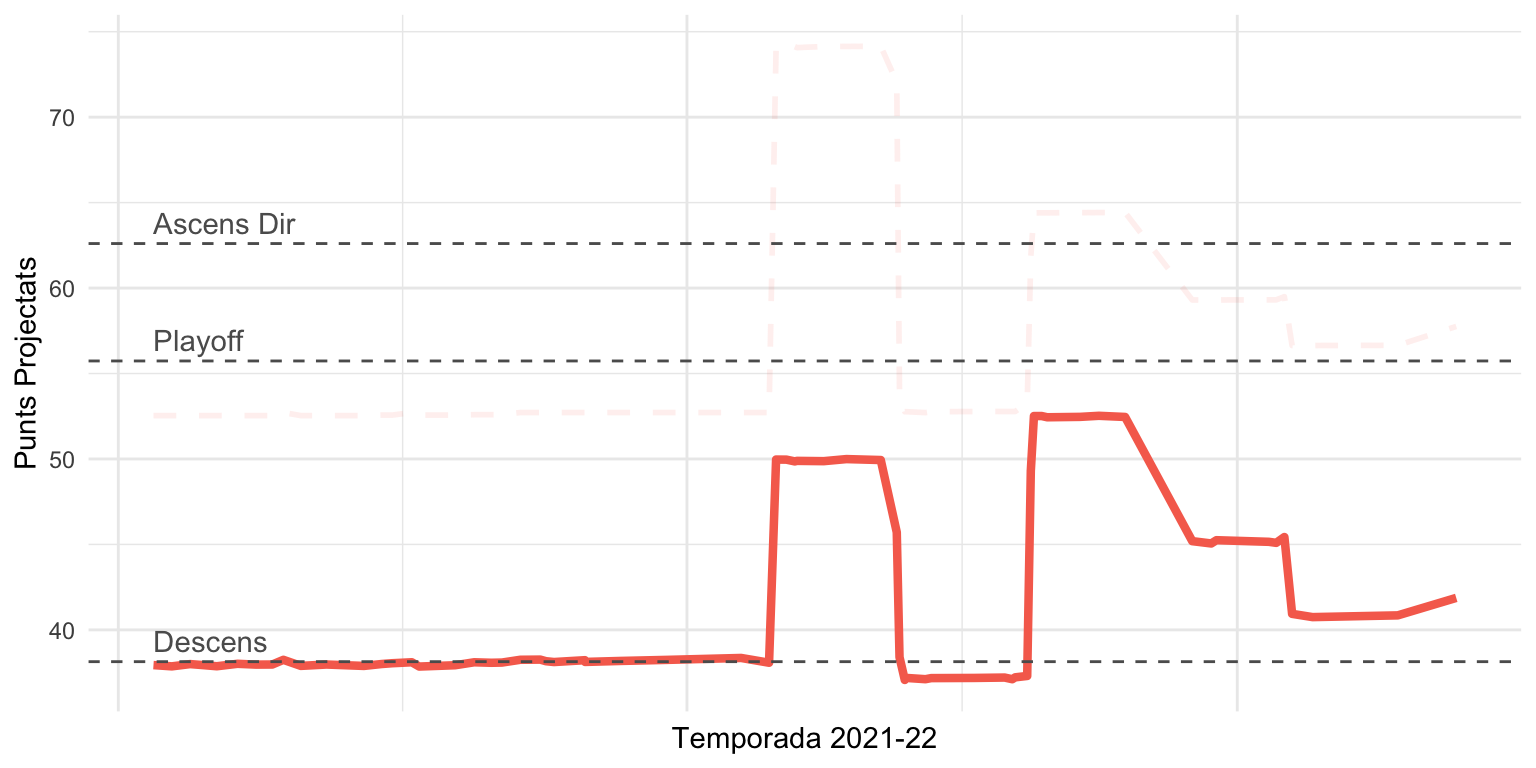 70
Ascens Dir
60
Playoff
50
Descens
40
Punts Projectats
Temporada 2021-22